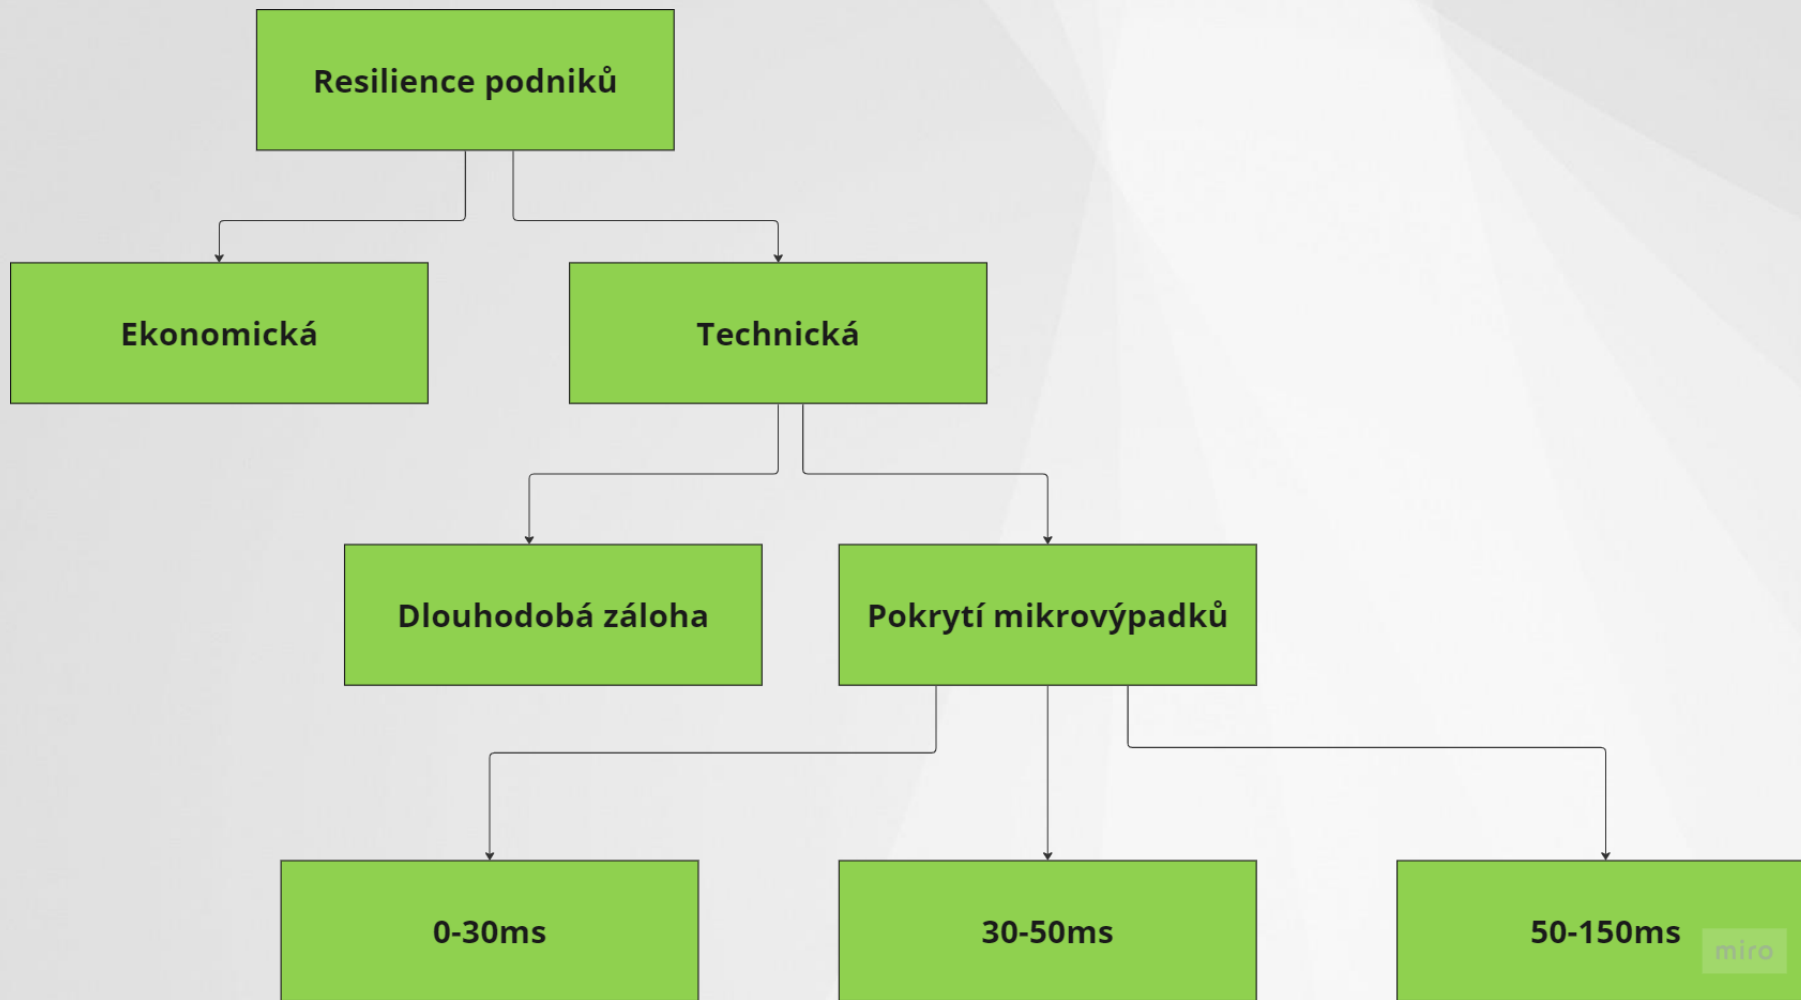 Resilience podniků
Ekonomická
Technická
Dlouhodobá záloha
Pokrytí mikrovýpadků
0-30ms
30-50ms
50-150ms
miro